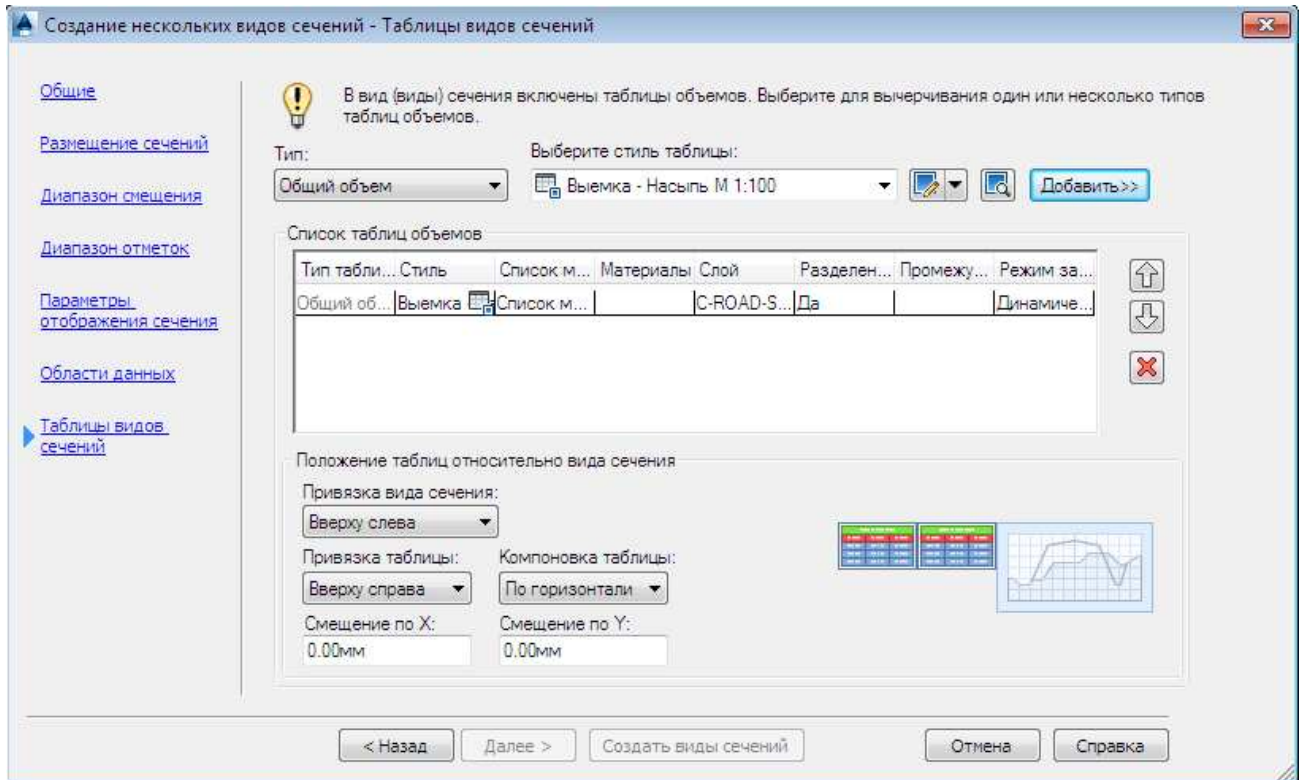 Создание нескольких видов сечений - Таблицы видов сечений
Общие
Размещение сечений
Диапазон смещения
Диапазон отметок
Параметры
отображения сечения
Области данных
Таблицы видов
сечений
В вид (виды) сечения включены таблицы объемов. Выберите для вычерчивания один или несколько типов
таблиц объемов.
Тип:
Выберите стиль таблицы:
Общий объем
Выемка - Насыпь М 1:100
Добавить>>
Список таблиц объемов
Тип табли... Стиль Список м... Материалы Слой Разделен... Промежу... Режим за...
Общий об... Выемка Список м... C-ROAD-S... Да Динамиче...
Положение таблиц относительно вида сечения
Привязка вида сечения:
Вверху слева
Привязка таблицы: Компоновка таблицы:
Вверху справа По горизонтали
Смещение по X: Смещение по Y:
0.00мм 0.00мм
< Назад Далее > Создать виды сечений Отмена Справка